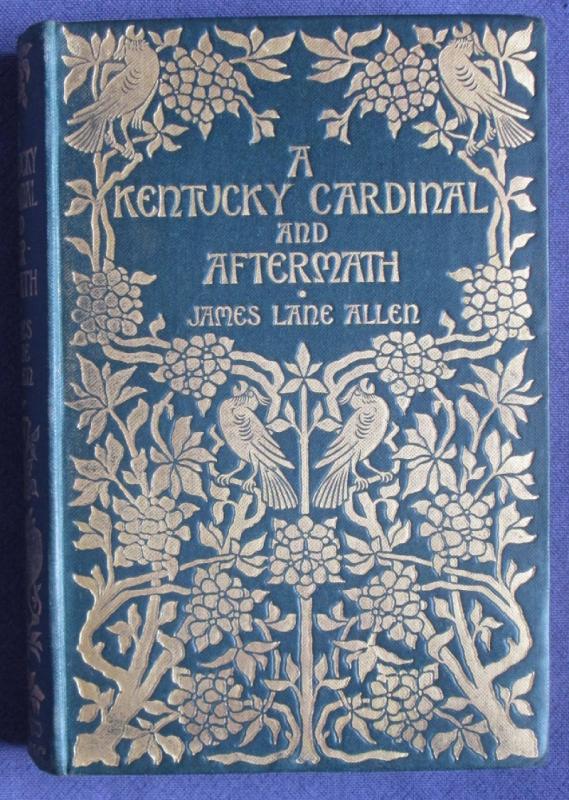 A
KENTUCKY CARDINAL
AND
AFTERMATH
JAMES LANE ALLEN